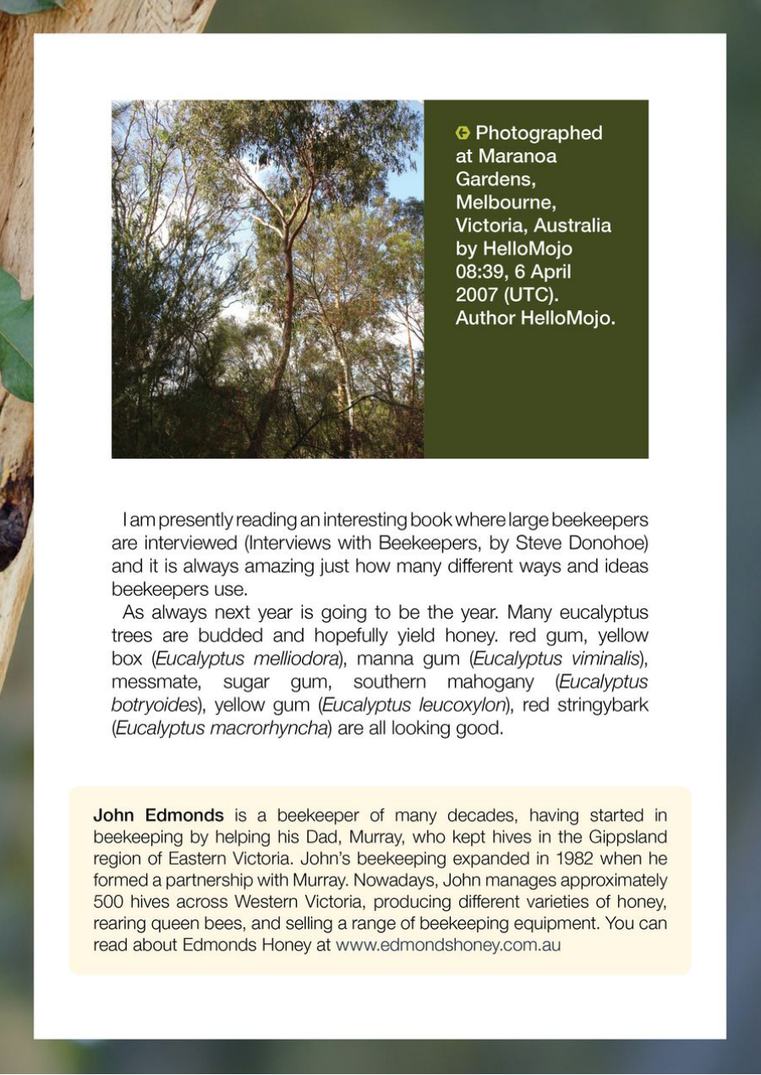 Photographed
at Maranoa
Gardens,
Melbourne,
Victoria, Australia
by HelloMojo
08:39, 6 April
2007 (UTC).
Author HelloMojo.
I am presently reading an interesting book where large beekeepers
are interviewed (Interviews with Beekeepers, by Steve Donohoe)
and it is always amazing just how many different ways and ideas
beekeepers use.
As always next year is going to be the year. Many eucalyptus
trees are budded and hopefully yield honey. red gum, yellow
box (Eucalyptus melliodora), manna gum (Eucalyptus viminalis),
messmate, sugar gum, southern mahogany (Eucalyptus
botryoides), yellow gum (Eucalyptus leucoxylon), red stringybark
(Eucalyptus macrorhyncha) are all looking good.
John Edmonds is a beekeeper of many decades, having started in
beekeeping by helping his Dad, Murray, who kept hives in the Gippsland
region of Eastern Victoria. John's beekeeping expanded in 1982 when he
formed a partnership with Murray. Nowadays, John manages approximately
500 hives across Western Victoria, producing different varieties of honey,
rearing queen bees, and selling a range of beekeeping equipment. You can
read about Edmonds Honey at www.edmondshoney.com.au